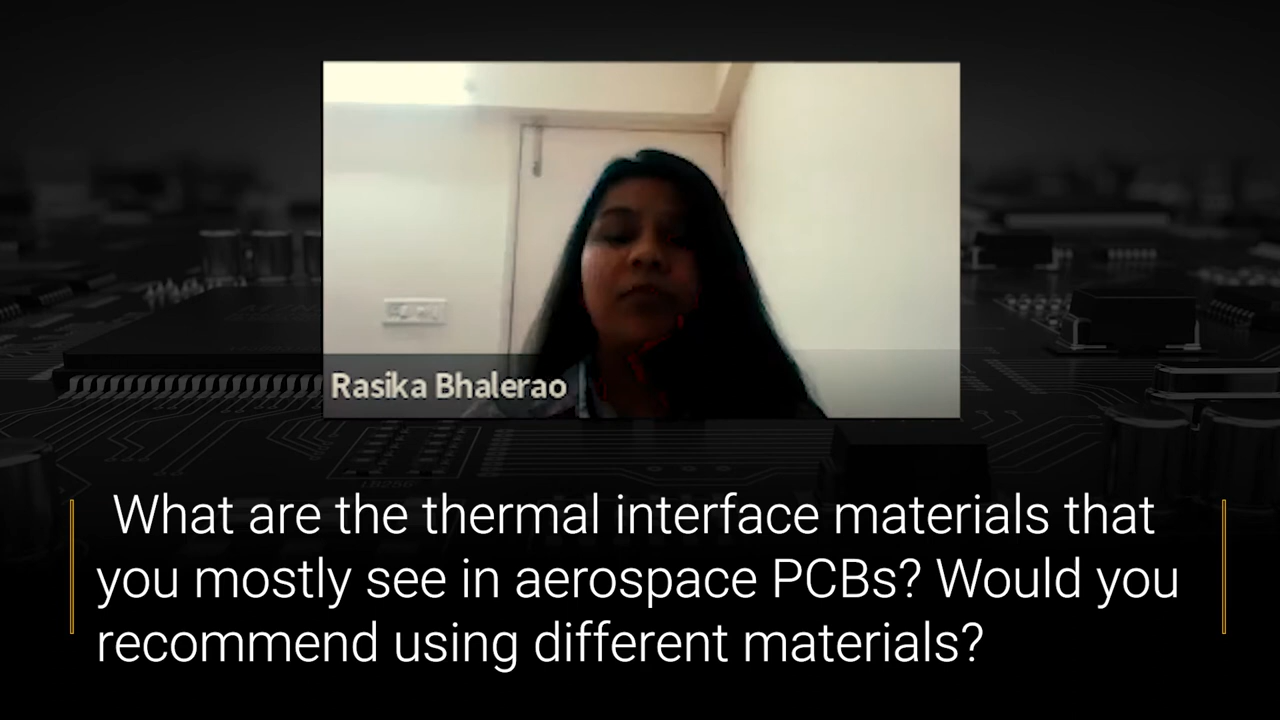 Rasika Bhalerao
What are the thermal interface materials that
you mostly see in aerospace PCBs? Would you
recommend using different materials?